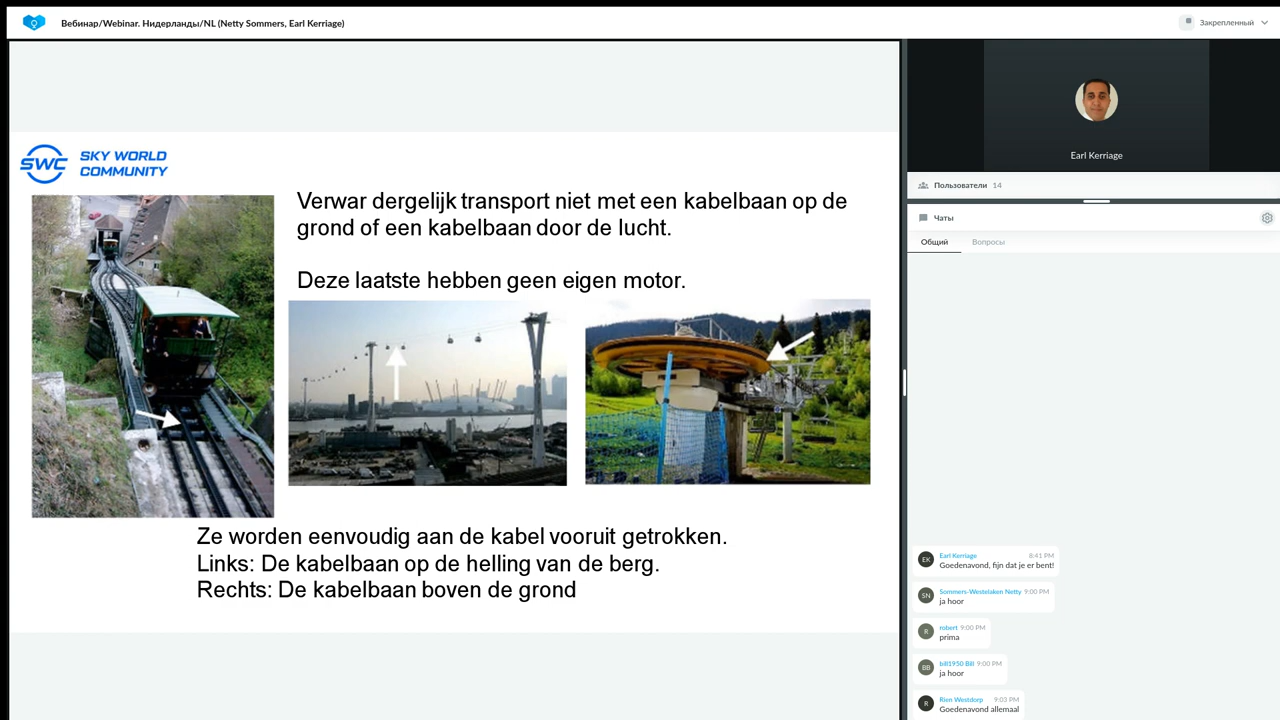 Вебинар/Webinar. Нидерланды/NL (Netty Sommers, Earl Kerriage)
Закрепленный
SWC SKY WORLD
COMMUNITY
Verwar dergelijk transport niet met een kabelbaan op de
grond of een kabelbaan door de lucht.
Deze laatste hebben geen eigen motor.
Ze worden eenvoudig aan de kabel vooruit getrokken.
Links: De kabelbaan op de helling van de berg.
Rechts: De kabelbaan boven de grond
Earl Kerriage
Пользователи 14
Чаты
Общий Вопросы
EK Earl Kerriage 8:41 PM
Goedenavond, fijn dat je er bent!
SN Sommers-Westelaken Netty 9:00 PM
ja hoor
R robert 9:00 PM
prima
BB bill1950 Bill 9:00 PM
ja hoor
R Rien Westdorp 9:03 PM
Goedenavond allemaal